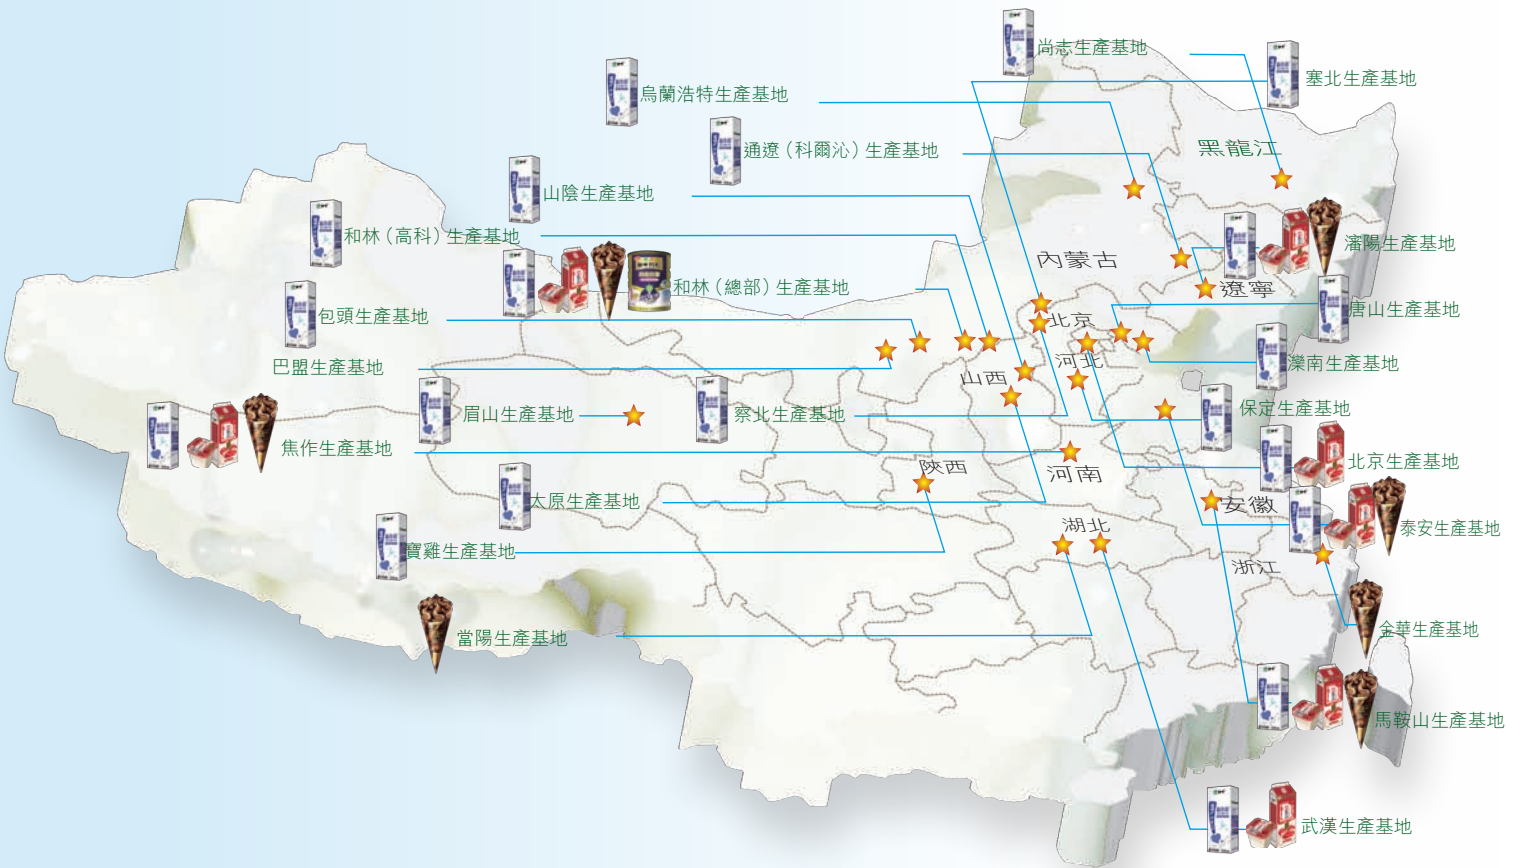 尚志生產基地
塞北生產基地
烏蘭浩特生產基地
通遼（科爾沁）生產基地
黑龍江
山陰生產基地
和林（高科）生產基地
瀋陽生產基地
內蒙古
和林（總部）生產基地
遼寧
包頭生產基地
唐山生產基地
北京
巴盟生產基地
河北
灤南生產基地
山西
眉山生產基地
察北生產基地
保定生產基地
焦作生產基地
北京生產基地
陝西
河南
太原生產基地
安徽
湖北
泰安生產基地
寶雞生產基地
浙江
當陽生產基地
金華生產基地
馬鞍山生產基地
武漢生產基地